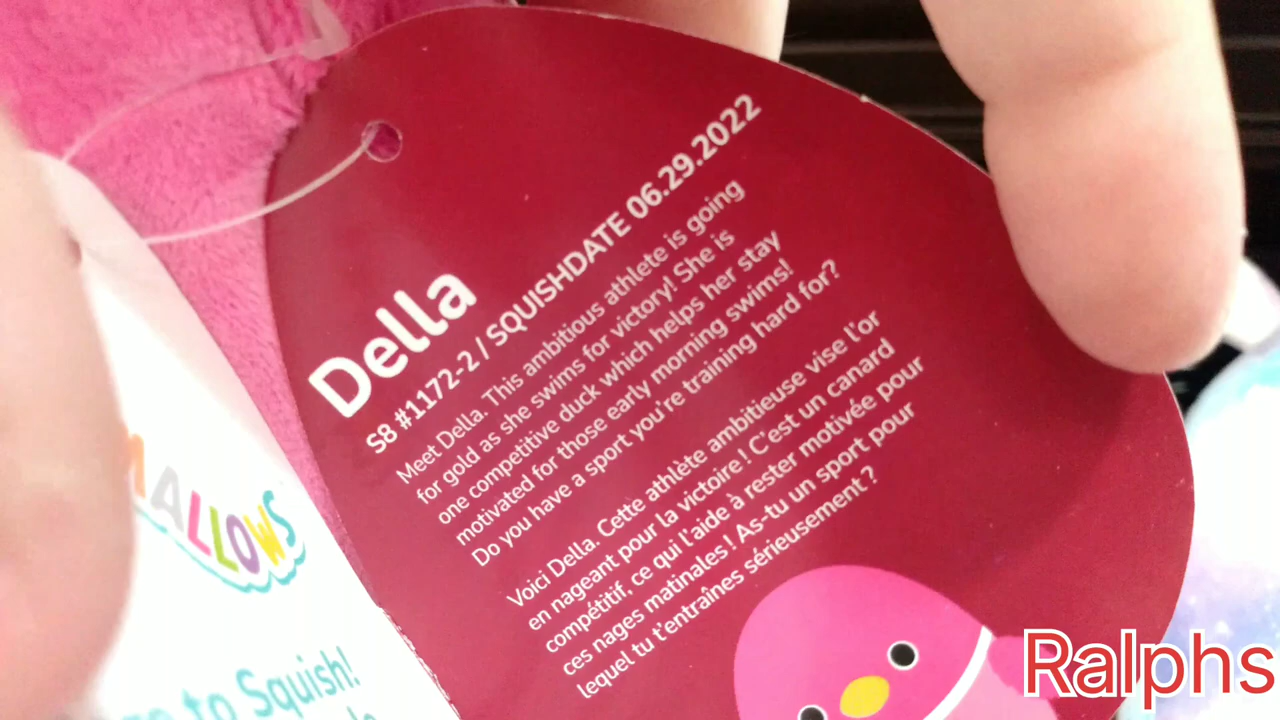 Della
S8 #1172-2 / SQUISHDATE 06.29.2022
Meet Della. This ambitious athlete is going
for gold as she swims for victory! She is
one competitive duck which helps her stay
motivated for those early morning swims!
Do you have a sport you're training hard for?
Voici Della. Cette athlète ambitieuse vise l'or
en nageant pour la victoire ! C'est un canard
compétitif, ce qui l'aide à rester motivée pour
ces nages matinales ! As-tu un sport pour
lequel tu t'entraînes sérieusement ?
MALLOWS
to Squish!
Ralphs